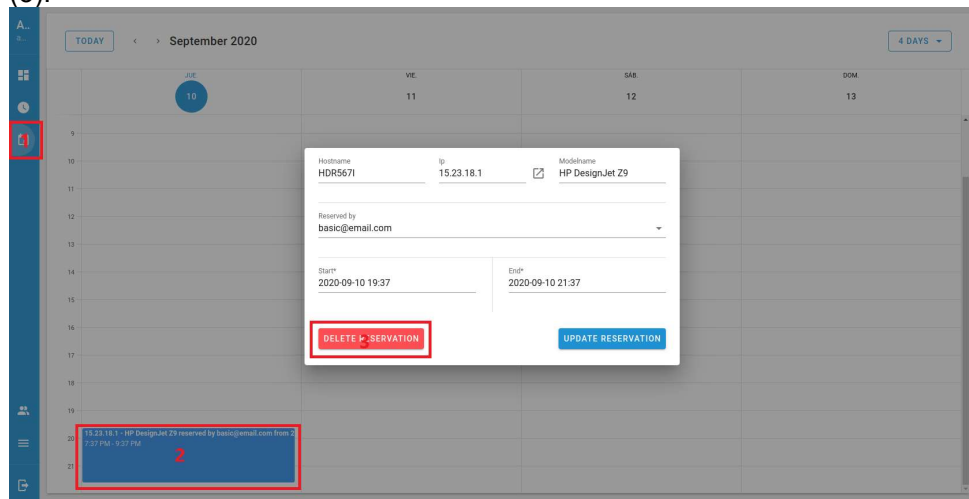 (3).
A...
B...
TODAY ‹ › September 2020
4 DAYS
JUE. VIE. SÁB. DOM.
10 11 12 13
1
9
10
11
12
13
14
15
16
17
18
19
20
21
Hostname Ip Modelname
HDR567I 15.23.18.1 HP DesignJet Z9
Reserved by
basic@email.com
Start* End*
2020-09-10 19:37 2020-09-10 21:37
DELETE RESERVATION UPDATE RESERVATION
3
15.23.18.1 - HP DesignJet Z9 reserved by basic@email.com from 2
7:37 PM - 9:37 PM
2